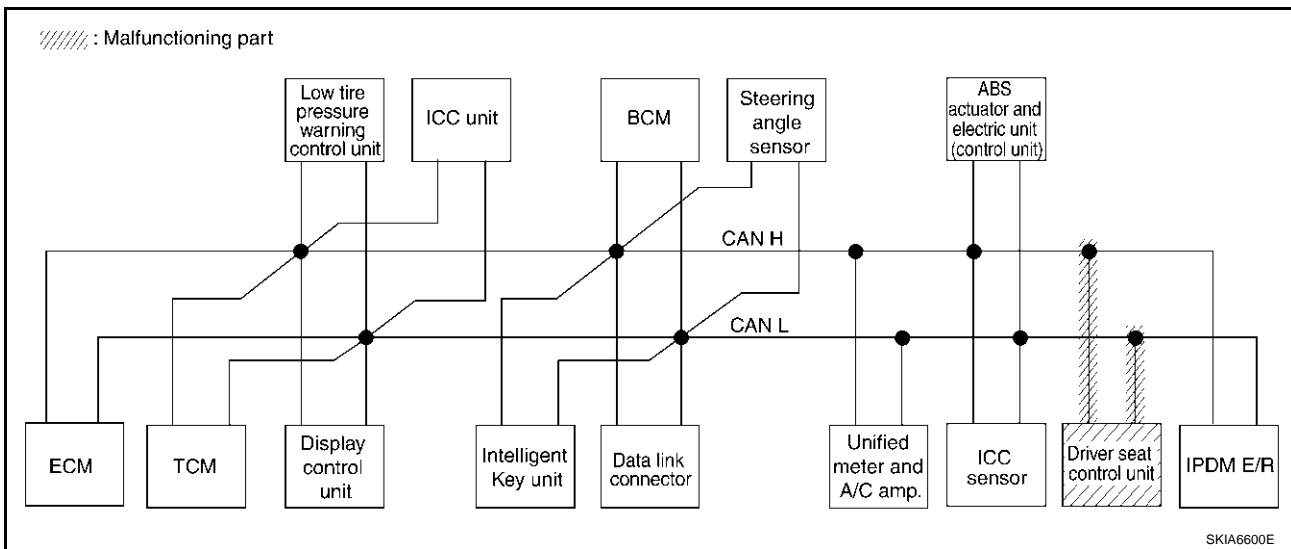 : Malfunctioning part
Low tire
pressure
warning
control unit
ICC unit
BCM
Steering
angle
sensor
ABS
actuator and
electric unit
(control unit)
CAN H
CAN L
ECM
TCM
Display
control
unit
Intelligent
Key unit
Data link
connector
Unified
meter and
A/C amp.
ICC
sensor
Driver seat
control unit
IPDM E/R
SKIA6600E